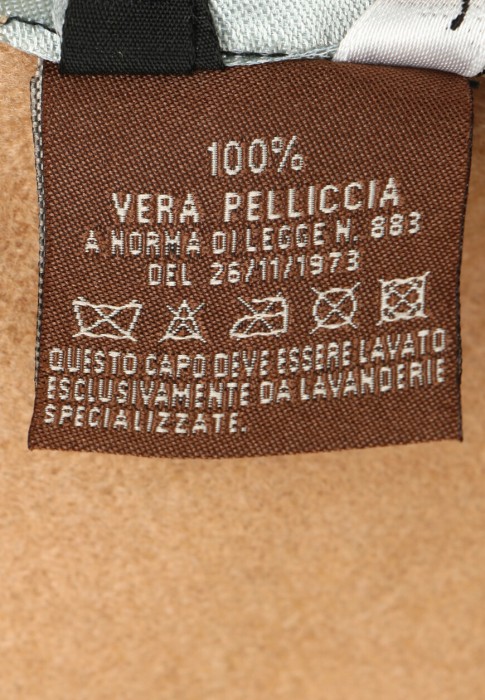 100%
VERA PELLICCIA
A NORMA DI LEGGE N. 883
DEL 26/11/1973
QUESTO CAPO DEVE ESSERE LAVATO
ESCLUSIVAMENTE DA LAVANDERIE
SPECIALIZZATE.